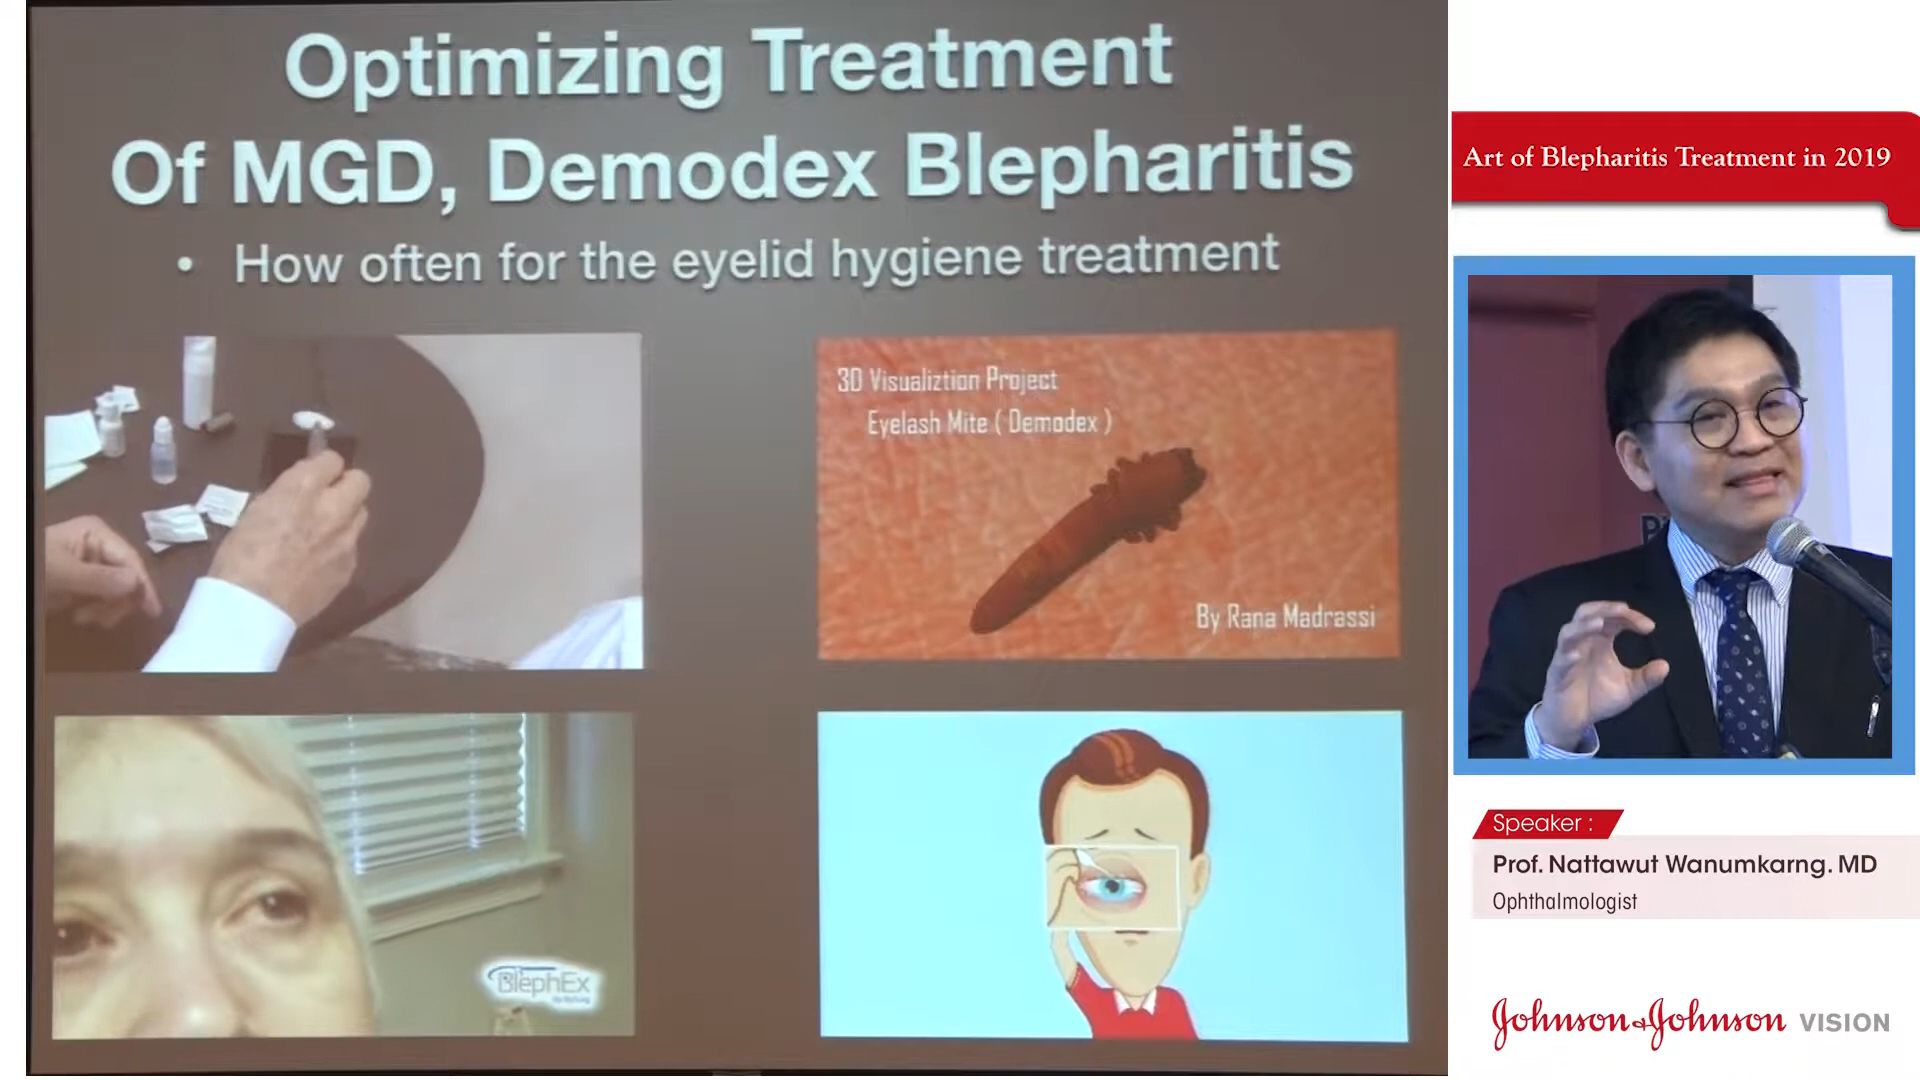 Optimizing Treatment
Of MGD, Demodex Blepharitis
• How often for the eyelid hygiene treatment
3D Visualiztion Project
Eyelash Mite ( Demodex )
By Rana Madrassi
BlephEx
Art of Blepharitis Treatment in 2019
Speaker :
Prof. Nattawut Wanumkarng. MD
Ophthalmologist
Johnson & Johnson VISION